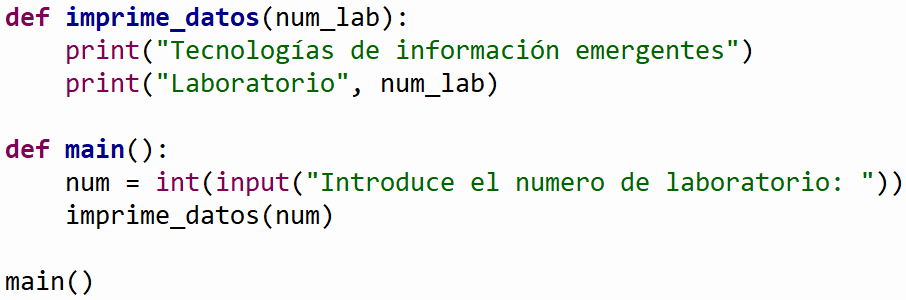 def imprime_datos(num_lab):
    print("Tecnologías de información emergentes")
    print("Laboratorio", num_lab)

def main():
    num = int(input("Introduce el numero de laboratorio: "))
    imprime_datos(num)

main()